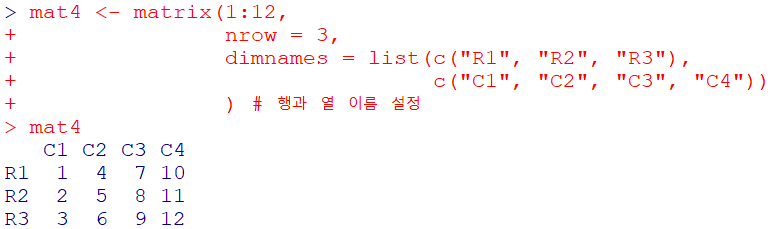 > mat4 <- matrix(1:12,
+                nrow = 3,
+                dimnames = list(c("R1", "R2", "R3"),
+                                c("C1", "C2", "C3", "C4"))
+                ) # 행과 열 이름 설정
> mat4
   C1 C2 C3 C4
R1  1  4  7 10
R2  2  5  8 11
R3  3  6  9 12